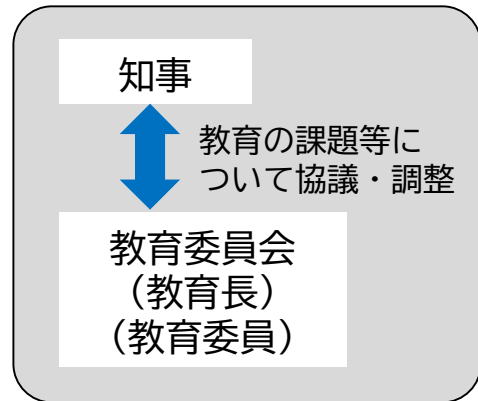 知事
教育の課題等に
ついて協議・調整
教育委員会
（教育長）
（教育委員）